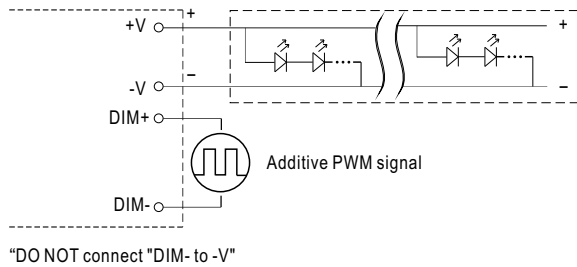 +V + +
-V − −
DIM+
Additive PWM signal
DIM-
“DO NOT connect "DIM- to -V"